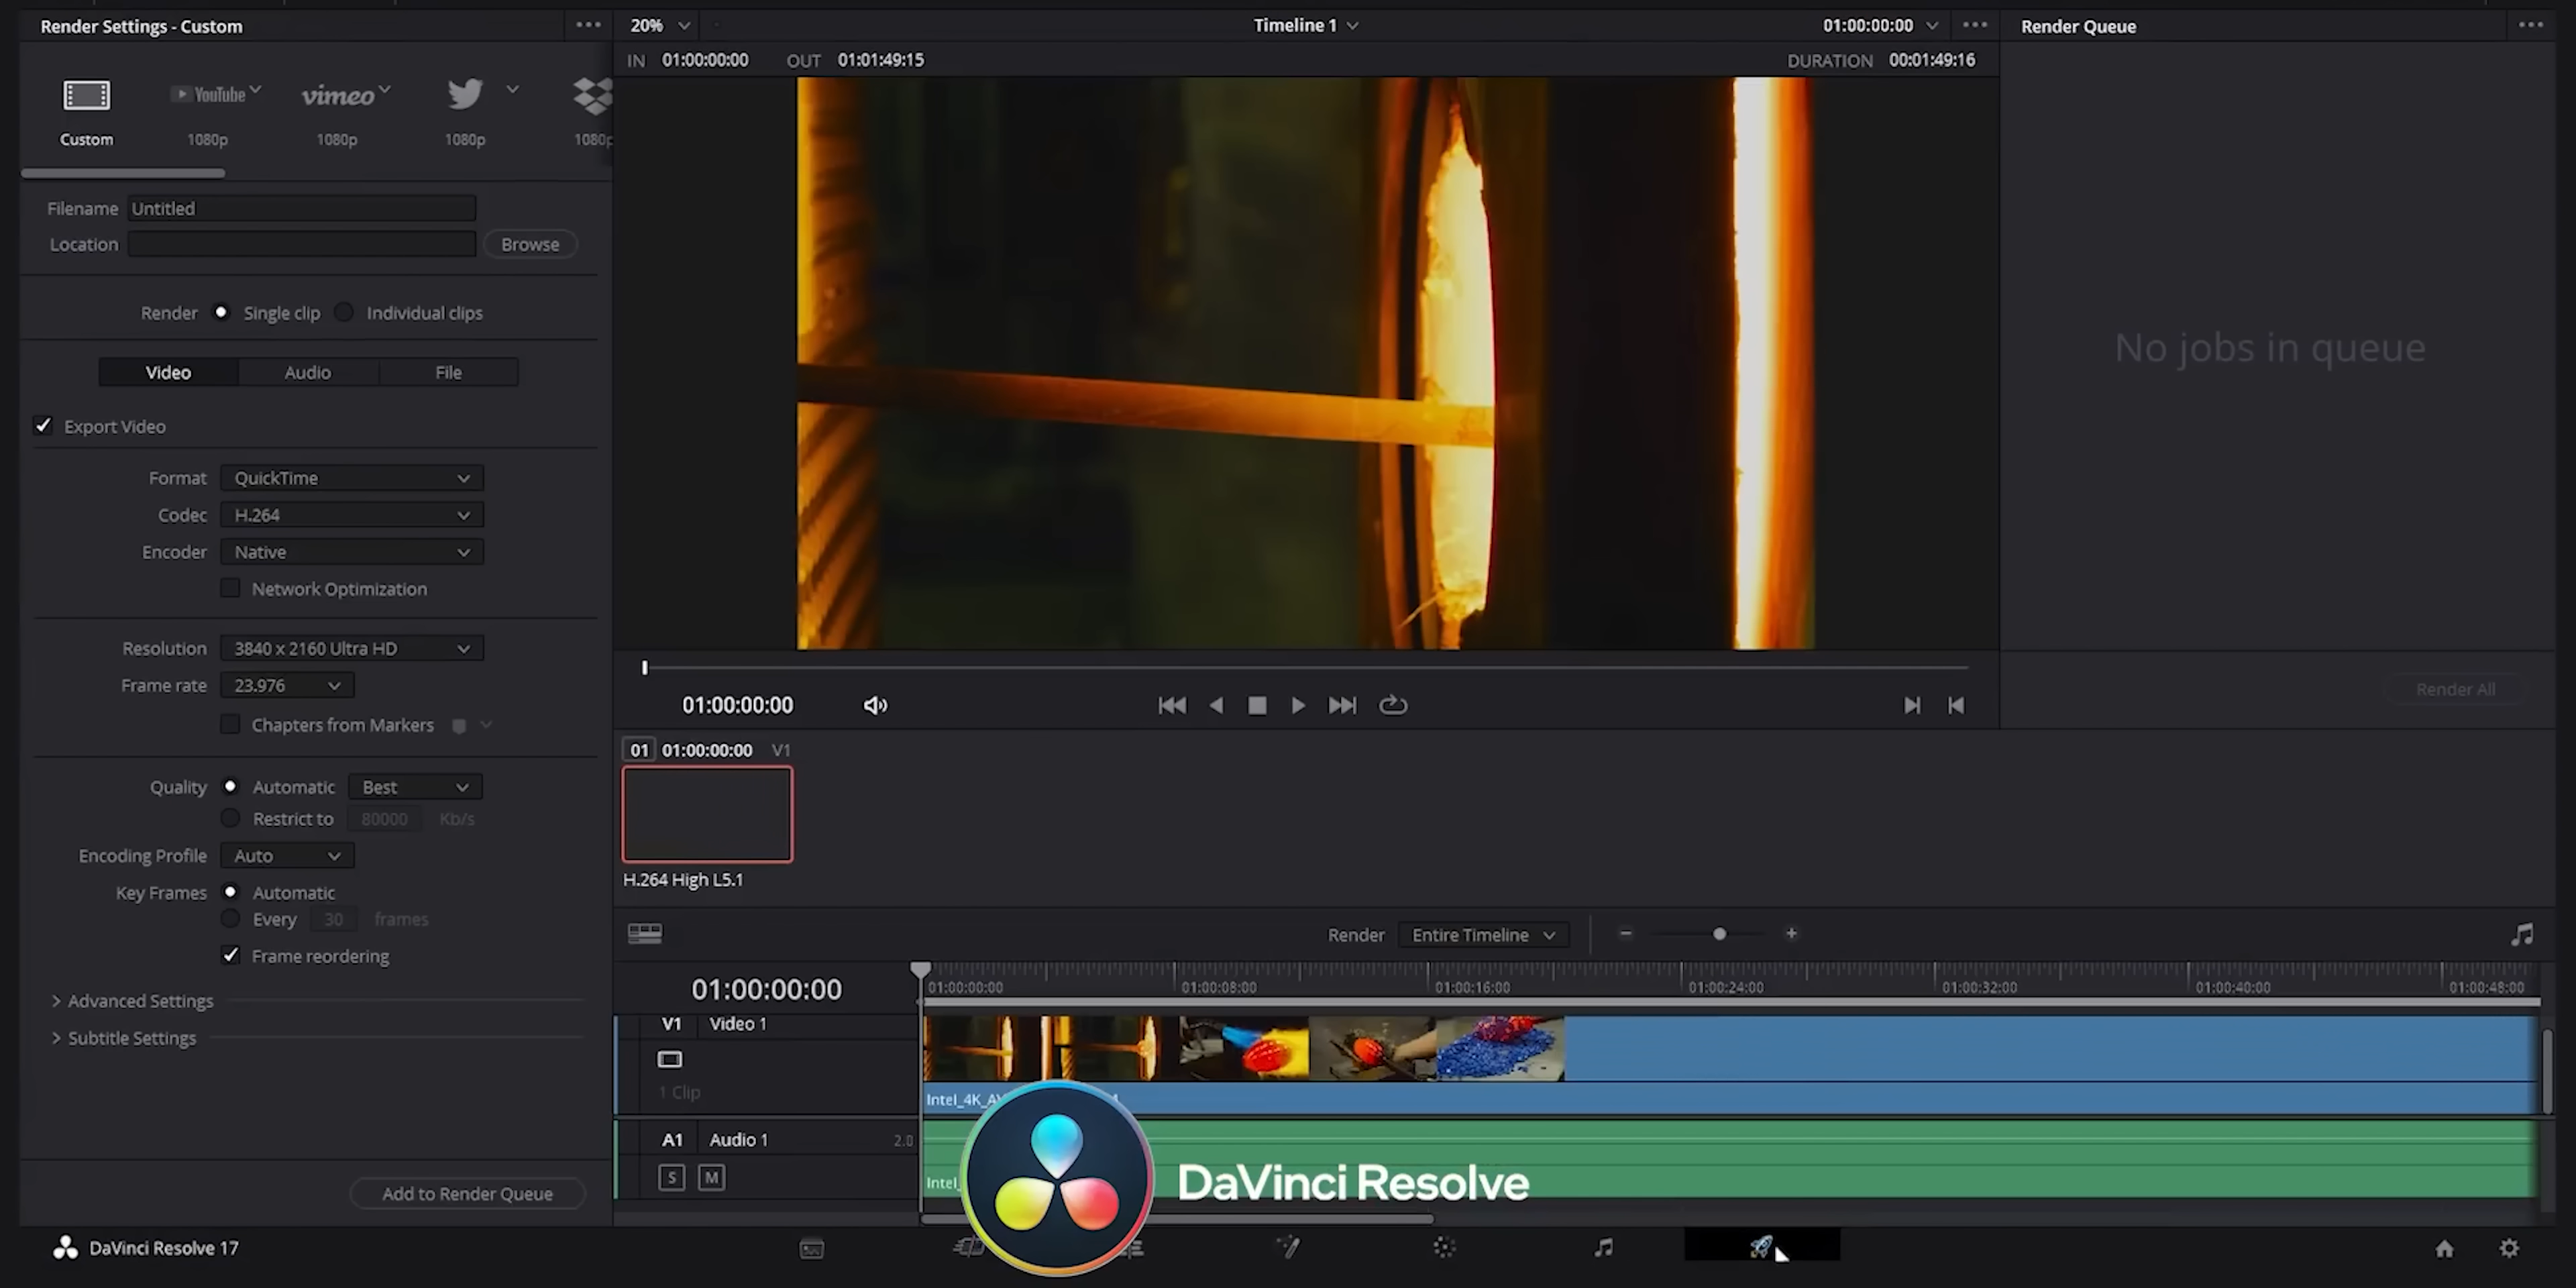 Render Settings - Custom
20%
Timeline 1
01:00:00:00
Render Queue
IN 01:00:00:00 OUT 01:01:49:15
DURATION 00:01:49:16
YouTube
vimeo
Custom
1080p
1080p
1080p
1080p
Filename Untitled
Location
Browse
Render Single clip Individual clips
Video Audio File
Export Video
Format QuickTime
Codec H.264
Encoder Native
Network Optimization
Resolution 3840 x 2160 Ultra HD
Frame rate 23.976
Chapters from Markers
Quality Automatic Best
Restrict to 80000 Kb/s
Encoding Profile Auto
Key Frames Automatic
Every 30 frames
Frame reordering
Advanced Settings
Subtitle Settings
Add to Render Queue
No jobs in queue
Render All
01:00:00:00
01 01:00:00:00 V1
H.264 High L5.1
Render Entire Timeline
01:00:00:00
01:00:00:00 01:00:08:00 01:00:16:00 01:00:24:00 01:00:32:00 01:00:40:00 01:00:48:00
V1 Video 1
1 Clip
A1 Audio 1 2.0
S M
DaVinci Resolve
DaVinci Resolve 17